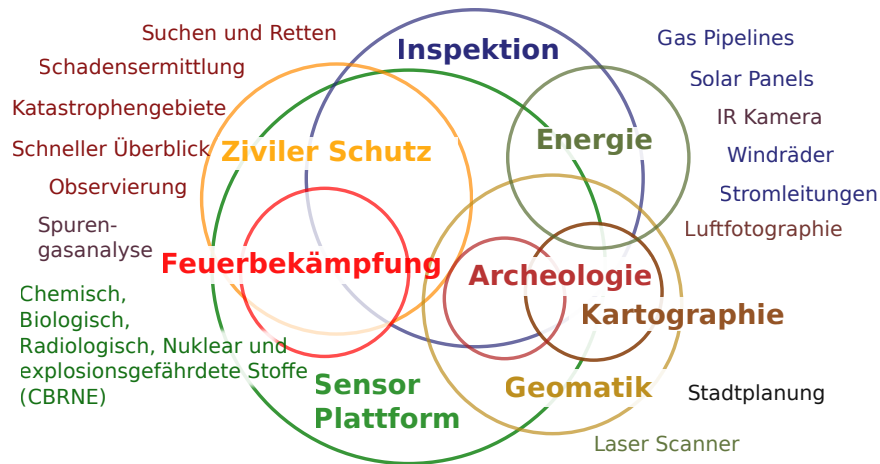 Suchen und Retten
Schadensermittlung
Katastrophengebiete
Schneller Überblick
Observierung
Spuren-
gasanalyse
Chemisch,
Biologisch,
Radiologisch, Nuklear und
explosionsgefährdete Stoffe
(CBRNE)
Inspektion
Ziviler Schutz
Energie
Feuerbekämpfung
Archeologie
Kartographie
Sensor
Plattform
Geomatik
Gas Pipelines
Solar Panels
IR Kamera
Windräder
Stromleitungen
Luftfotographie
Stadtplanung
Laser Scanner